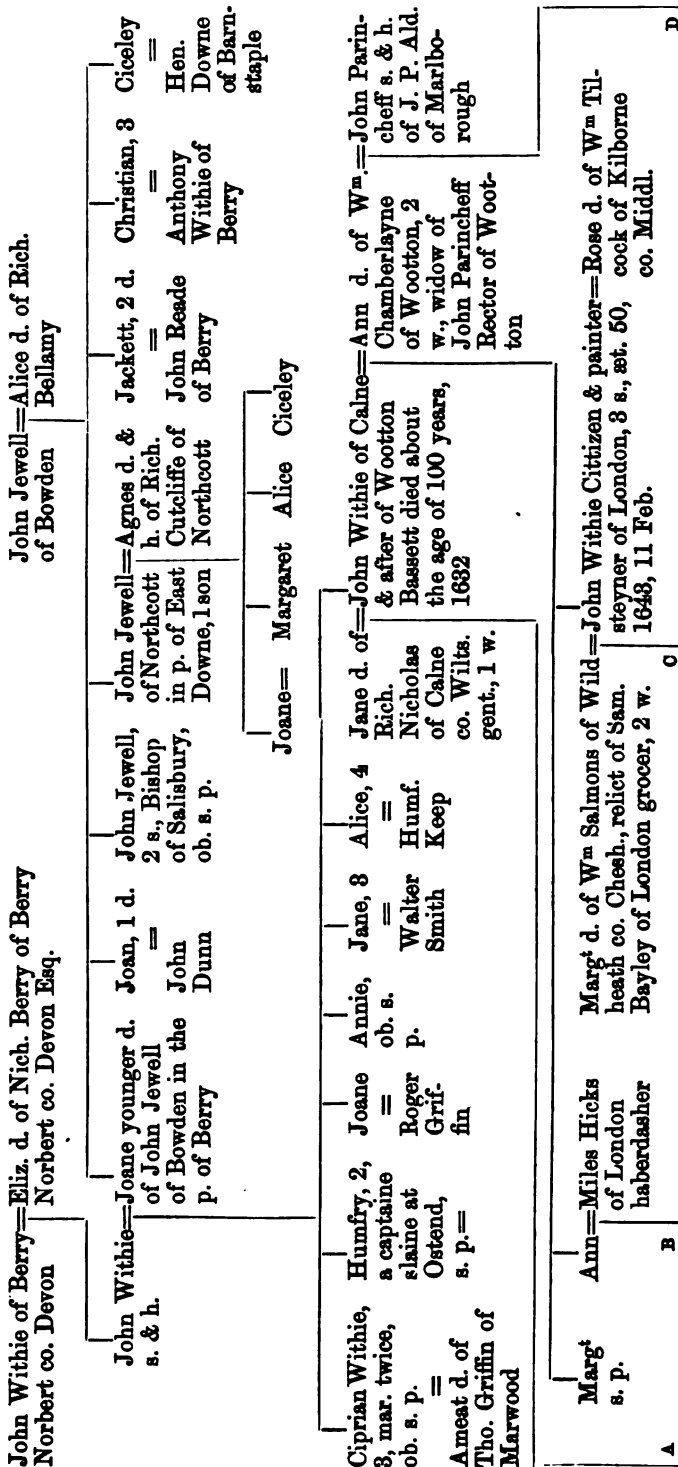 John Withie of Berry=Eliz. d. of Nich. Berry of Berry
Norbert co. Devon
Norbert co. Devon Esq.
John Jewell=Alice d. of Rich.
of Bowden
Bellamy
John Withie=Joane younger d.
s. & h.
of John Jewell
of Bowden in the
p. of Berry
Joan, 1 d.
=
John
Dunn
John Jewell,
2 s., Bishop
of Salisbury,
ob. s. p.
John Jewell=Agnes d. &
of Northcott
in p. of East
Downe, 1 son
h. of Rich.
Cutcliffe of
Northcott
Jackett, 2 d.
=
John Reade
of Berry
Christian, 3
=
Anthony
Withie of
Berry
Ciceley
=
Hen.
Downe
of Barn-
staple
Joane= Margaret Alice Ciceley
Ciprian Withie,
3, mar. twice,
ob. s. p.
=
Ameat d. of
Tho. Griffin of
Marwood
Humfry, 2,
a captaine
slaine at
Ostend,
s. p.=
Joane
=
Roger
Grif-
fin
Annie,
ob. s.
p.
Jane, 3
=
Walter
Smith
Alice, 4
=
Humf.
Keep
Jane d. of=John Withie of Calne=Ann d. of Wm.=John Parin-
Rich.
Nicholas
of Calne
co. Wilts.
gent., 1 w.
& after of Wootton
Bassett died about
the age of 100 years,
1632
Chamberlayne
of Wootton, 2
w., widow of
John Parincheff
Rector of Woot-
ton
cheff s. & h.
of J. P. Ald.
of Marlbo-
rough
Margt
s. p.
Ann=Miles Hicks
of London
haberdasher
Margt d. of Wm Salmons of Wild=John Withie Cittizen & painter=Rose d. of Wm Til-
heath co. Chesh., relict of Sam.
Bayley of London grocer, 2 w.
steyner of London, 3 s., æt. 50,
1643, 11 Feb.
cock of Kilborne
co. Middl.
A B C D